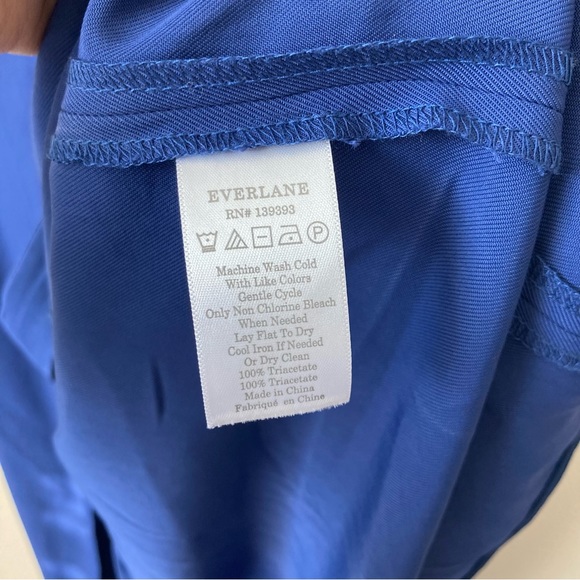 EVERLANE
RN# 139393
Machine Wash Cold
With Like Colors
Gentle Cycle
Only Non Chlorine Bleach
When Needed
Lay Flat To Dry
Cool Iron If Needed
Or Dry Clean
100% Triacetate
100% Triacetate
Made in China
Fabriqué en Chine